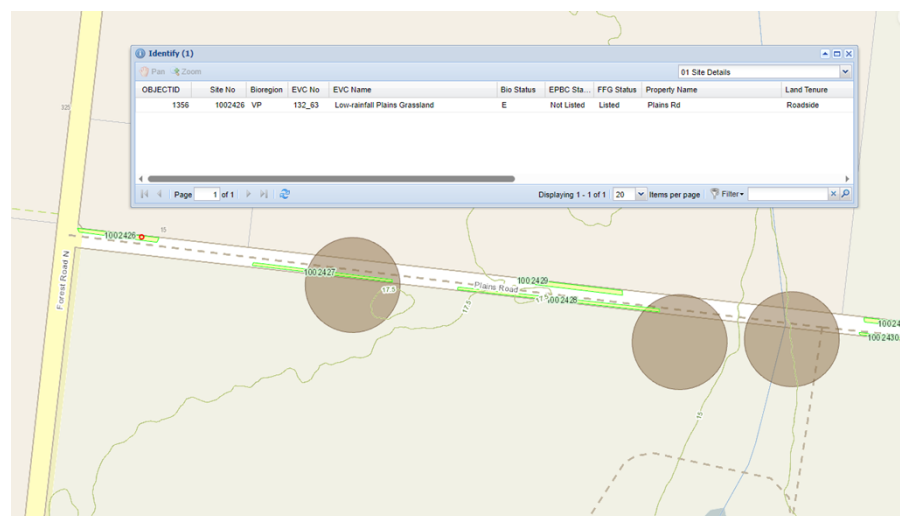 Identify (1)
Pan Zoom
01 Site Details
OBJECTID Site No Bioregion EVC No EVC Name Bio Status EPBC Sta... FFG Status Property Name Land Tenure
1356 1002426 VP 132_63 Low-rainfall Plains Grassland E Not Listed Listed Plains Rd Roadside
Page 1 of 1 Displaying 1 - 1 of 1 20 Items per page Filter
15
1002426
1002427
17.5
Plains Road
1002429
17.5
1002428
17.5
10024
1002430
Forest Road N
15